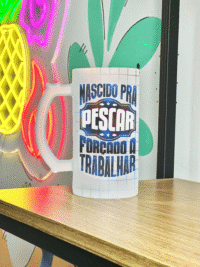 NASCIDO PRA
PESCAR
FORÇADO A
TRABALHAR